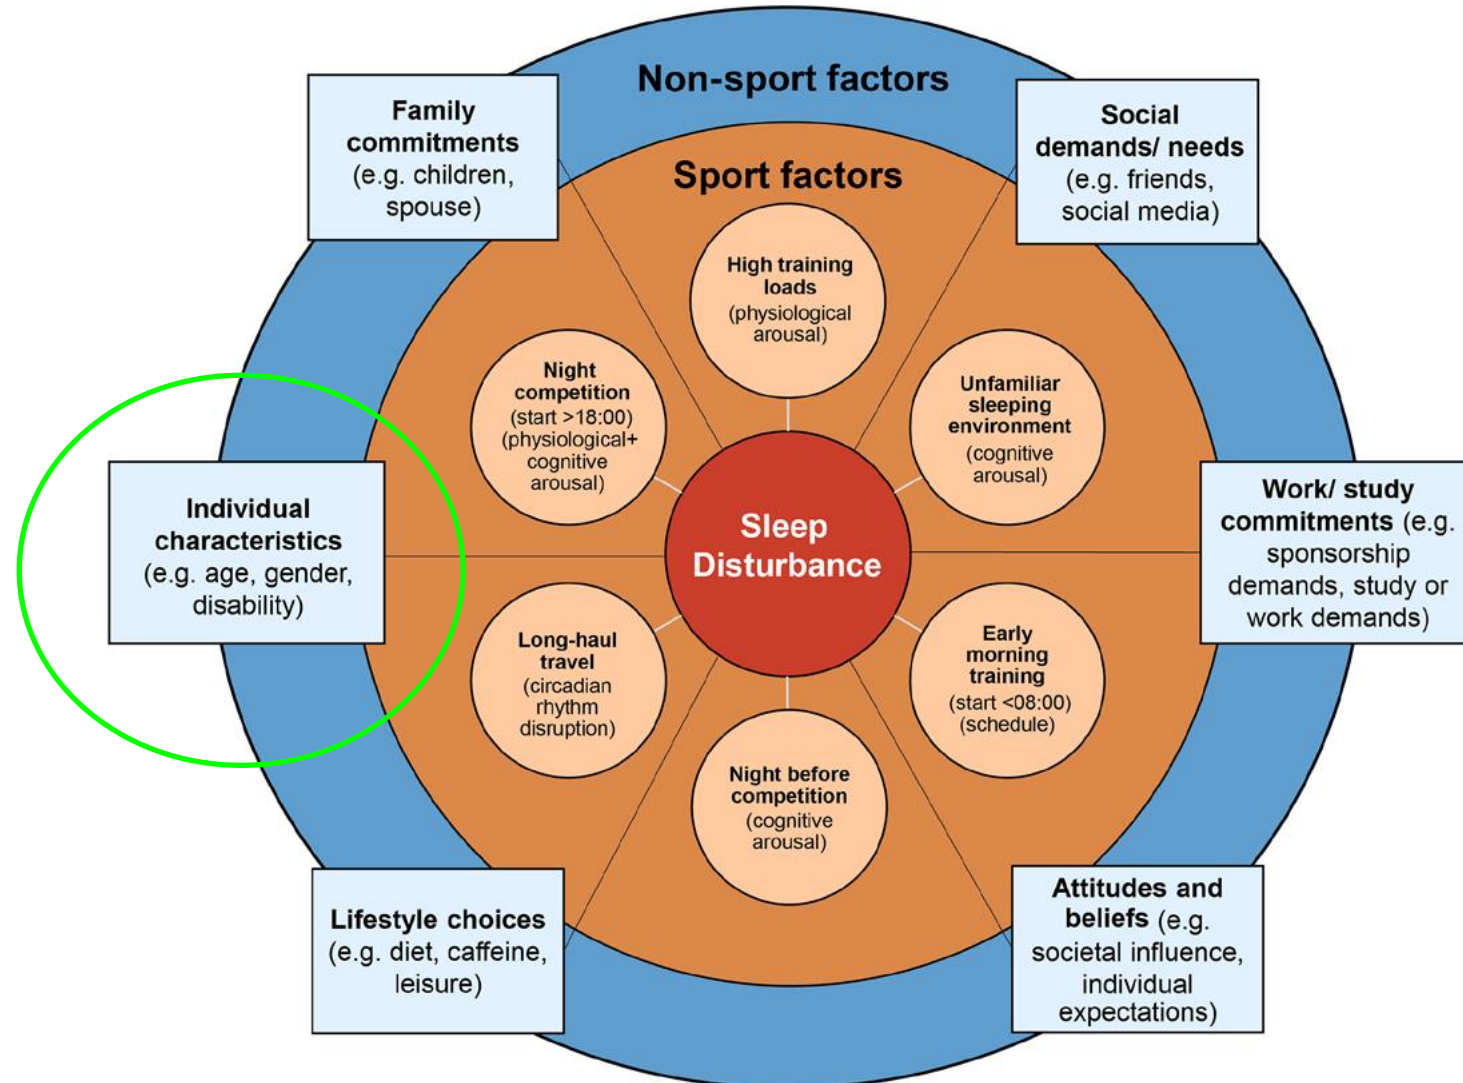 Non-sport factors
Family
commitments
(e.g. children,
spouse)
Social
demands/ needs
(e.g. friends,
social media)
Sport factors
High training
loads
(physiological
arousal)
Night
competition
(start >18:00)
(physiological+
cognitive
arousal)
Unfamiliar
sleeping
environment
(cognitive
arousal)
Individual
characteristics
(e.g. age, gender,
disability)
Sleep
Disturbance
Work/ study
commitments (e.g.
sponsorship
demands, study or
work demands)
Long-haul
travel
(circadian
rhythm
disruption)
Early
morning
training
(start <08:00)
(schedule)
Night before
competition
(cognitive
arousal)
Lifestyle choices
(e.g. diet, caffeine,
leisure)
Attitudes and
beliefs (e.g.
societal influence,
individual
expectations)